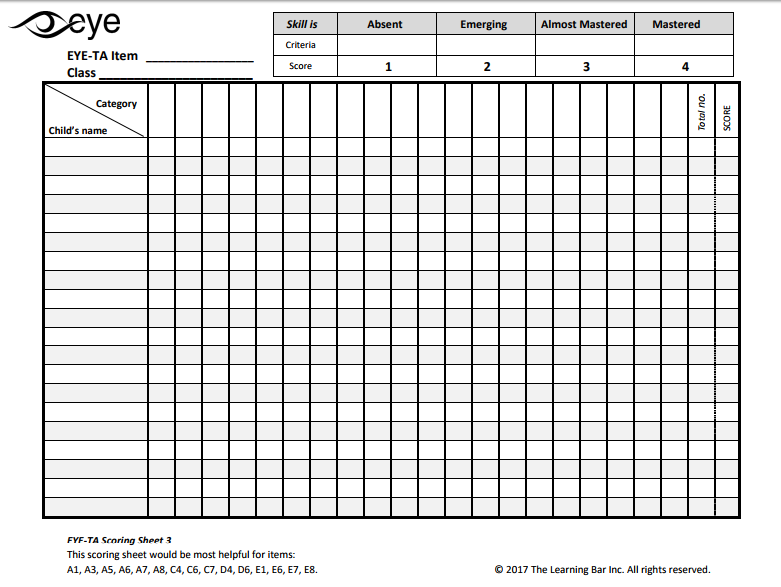 eye
EYE-TA Item
Class
Skill is Absent Emerging Almost Mastered Mastered
Criteria
Score 1 2 3 4
Category
Child's name
Total no.
SCORE
EYE-TA Scoring Sheet 3
This scoring sheet would be most helpful for items:
A1, A3, A5, A6, A7, A8, C4, C6, C7, D4, D6, E1, E6, E7, E8.
© 2017 The Learning Bar Inc. All rights reserved.